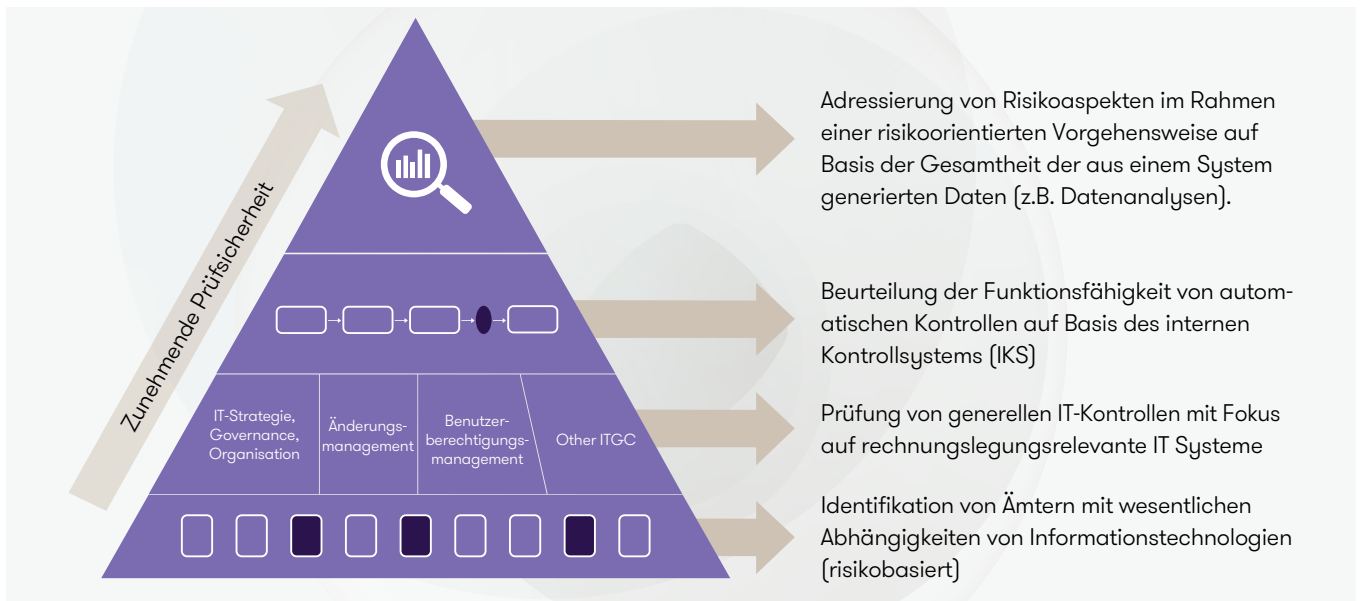 Zunehmende Prüfsicherheit
Adressierung von Risikoaspekten im Rahmen
einer risikoorientierten Vorgehensweise auf
Basis der Gesamtheit der aus einem System
generierten Daten (z.B. Datenanalysen).
Beurteilung der Funktionsfähigkeit von autom-
atischen Kontrollen auf Basis des internen
Kontrollsystems (IKS)
IT-Strategie,
Governance,
Organisation
Änderungs-
management
Benutzer-
berechtigungs-
management
Other ITGC
Prüfung von generellen IT-Kontrollen mit Fokus
auf rechnungslegungsrelevante IT Systeme
Identifikation von Ämtern mit wesentlichen
Abhängigkeiten von Informationstechnologien
(risikobasiert)